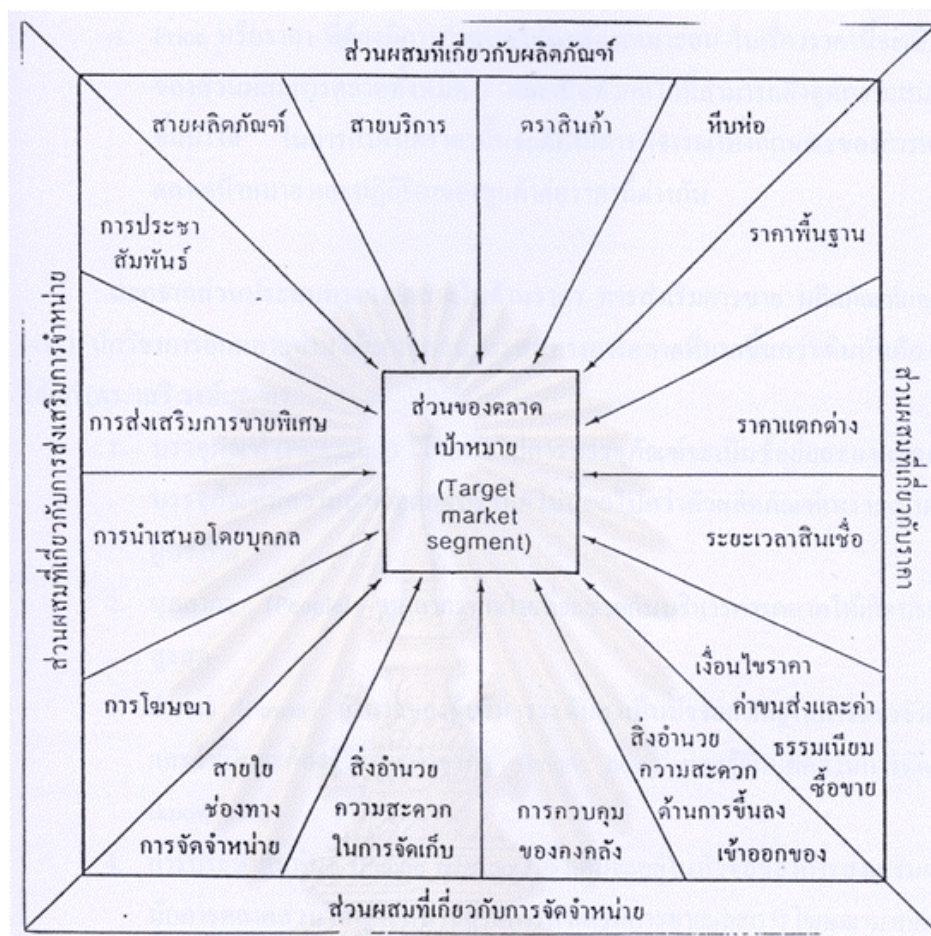 ส่วนผสมที่เกี่ยวกับผลิตภัณฑ์
สายผลิตภัณฑ์
สายบริการ
ตราสินค้า
หีบห่อ
การประชา
สัมพันธ์
ราคาพื้นฐาน
ส่วนผสมที่เกี่ยวกับการส่งเสริมการจำหน่าย
ส่วนผสมที่เกี่ยวกับราคา
การส่งเสริมการขายพิเศษ
ส่วนของตลาด
เป้าหมาย
(Target
market
segment)
ราคาแตกต่าง
การนำเสนอโดยบุคคล
ระยะเวลาสินเชื่อ
การโฆษณา
เงื่อนไขราคา
ค่าขนส่งและค่า
ธรรมเนียม
ซื้อขาย
สายใย
ช่องทาง
การจัดจำหน่าย
สิ่งอำนวย
ความสะดวก
ในการจัดเก็บ
การควบคุม
ของคงคลัง
สิ่งอำนวย
ความสะดวก
ด้านการขึ้นลง
เข้าออกของ
ส่วนผสมที่เกี่ยวกับการจัดจำหน่าย